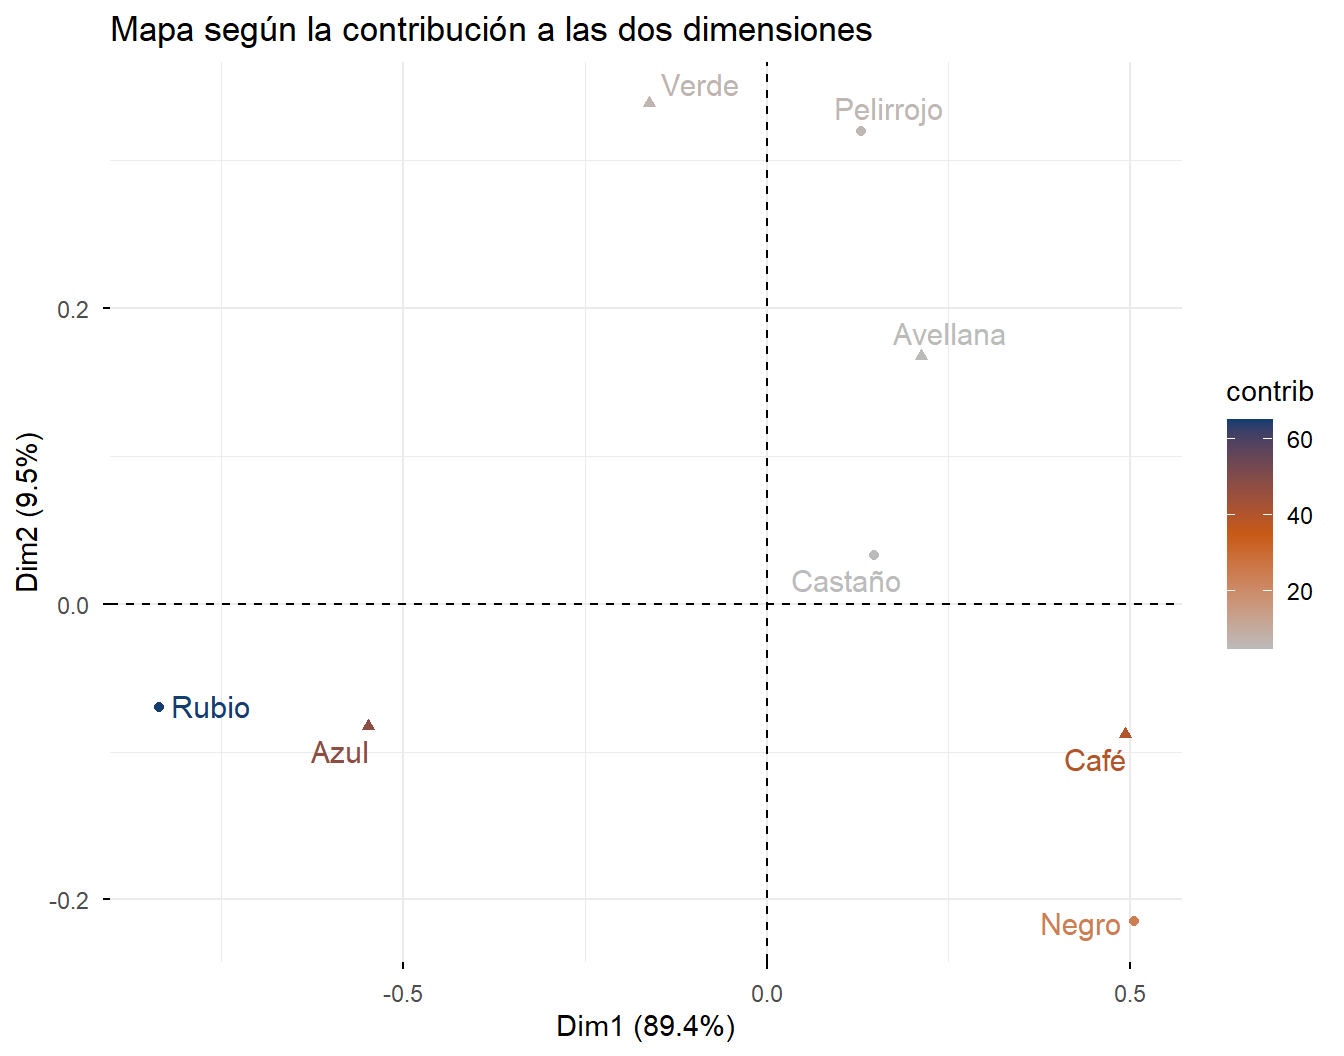 Mapa según la contribución a las dos dimensiones
Verde
Pelirrojo
0.2
Avellana
contrib
60
40
20
Dim2 (9.5%)
Castaño
0.0
Rubio
Azul
Café
-0.2
Negro
-0.5
0.0
0.5
Dim1 (89.4%)